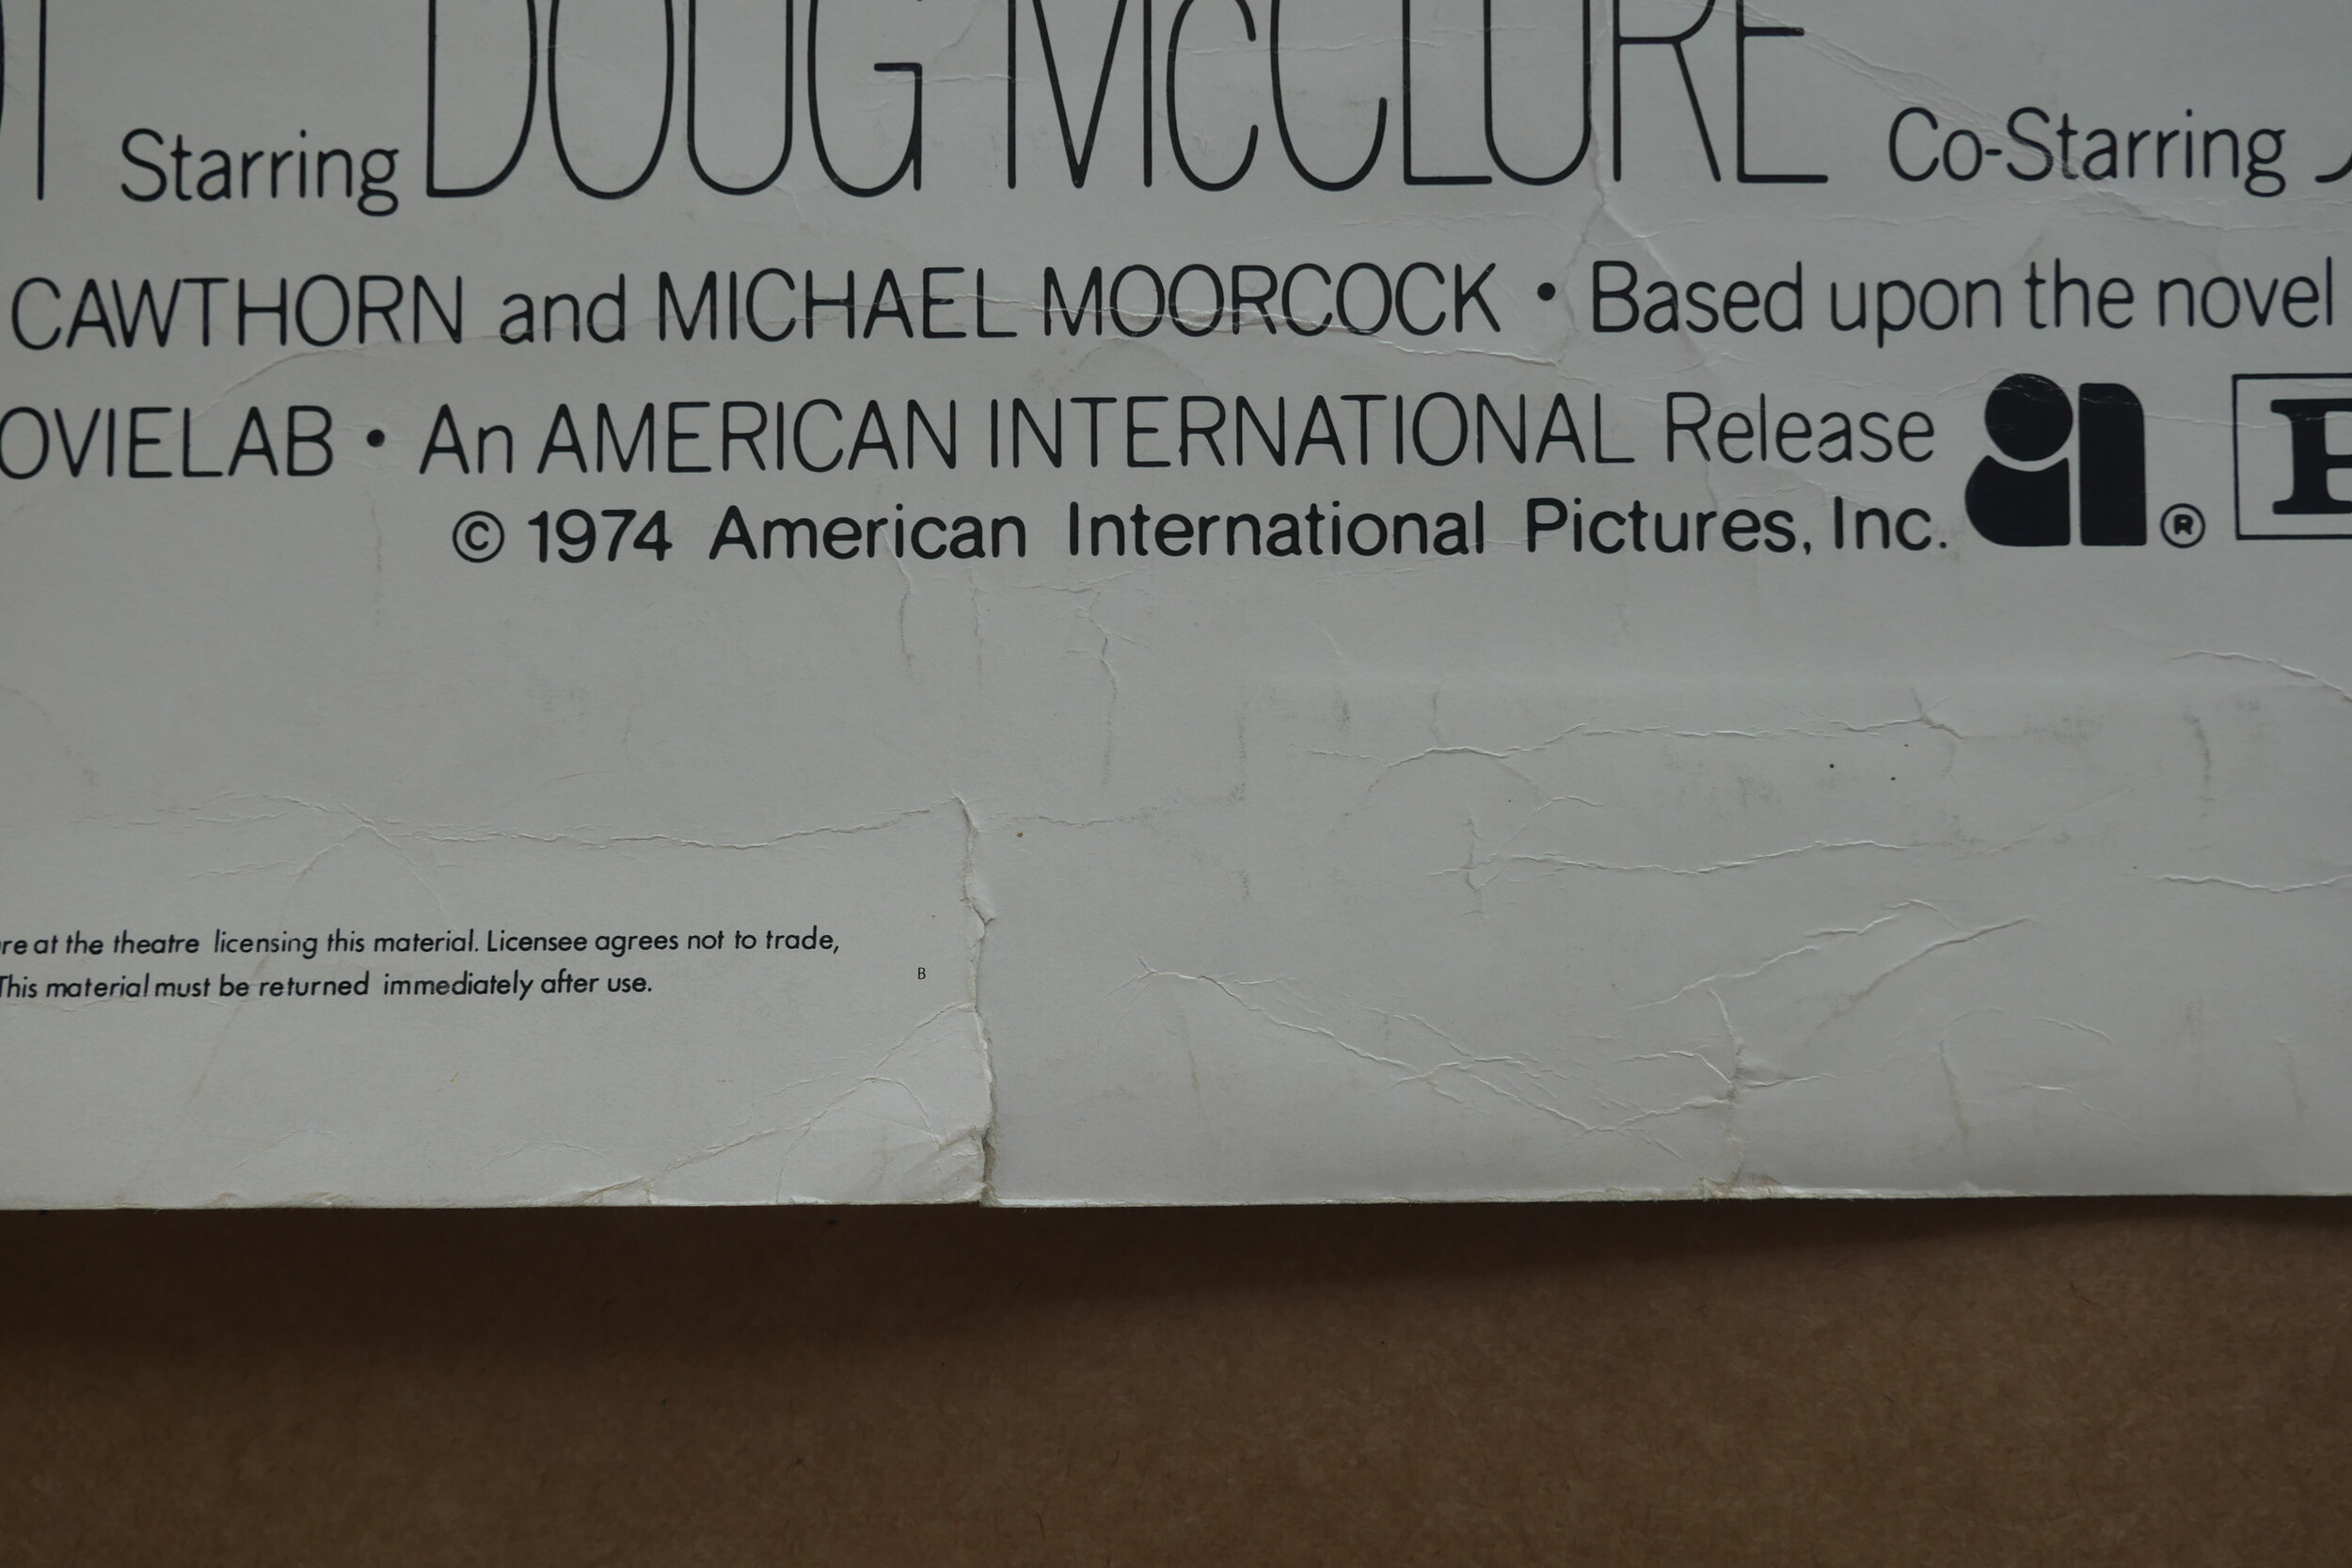 Starring DOUG McCLURE Co-Starring
CAWTHORN and MICHAEL MOORCOCK • Based upon the novel
OVIELAB • An AMERICAN INTERNATIONAL Release
© 1974 American International Pictures, Inc. ®
re at the theatre licensing this material. Licensee agrees not to trade,
This material must be returned immediately after use.
B